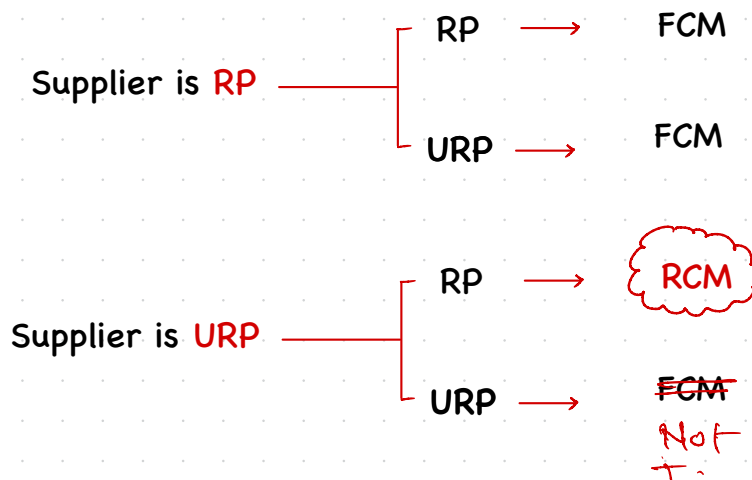 RP → FCM
Supplier is RP
URP → FCM
RP → RCM
Supplier is URP
URP → FCM
Not